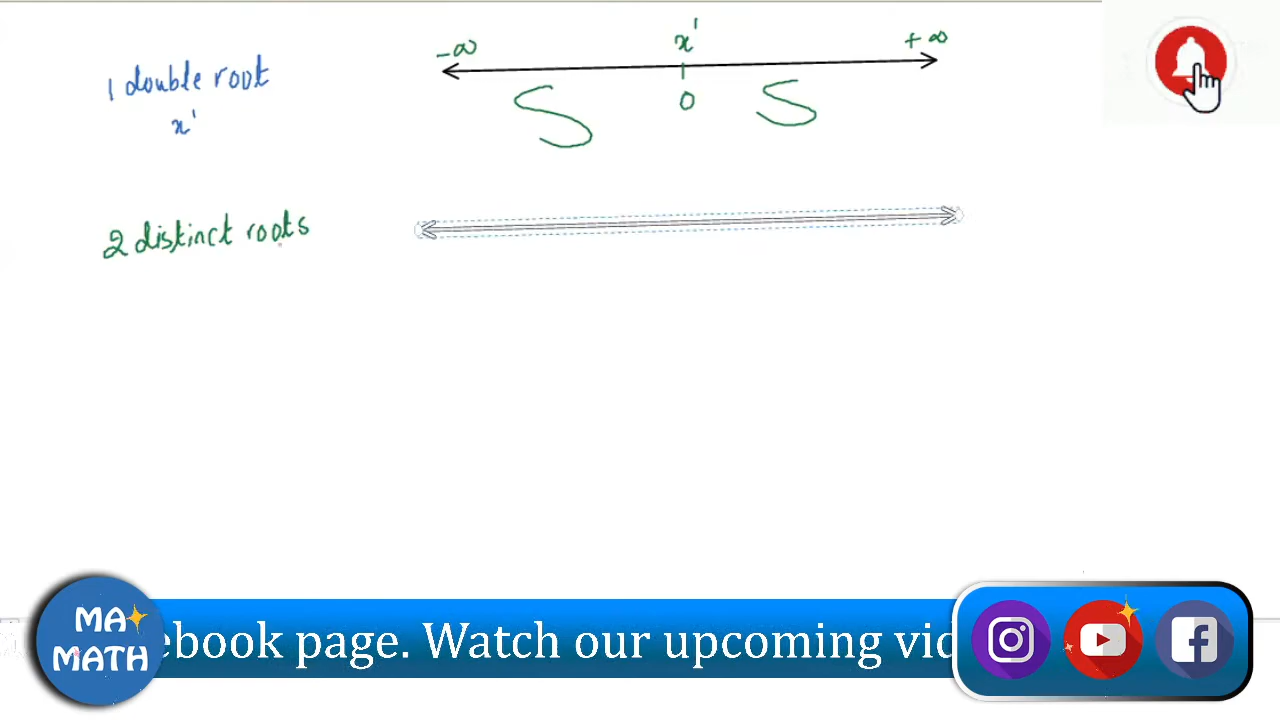 -∞ x' +∞
1 double root
x'
0
S S
2 distinct roots
MA
MATH
ebook page. Watch our upcoming vid